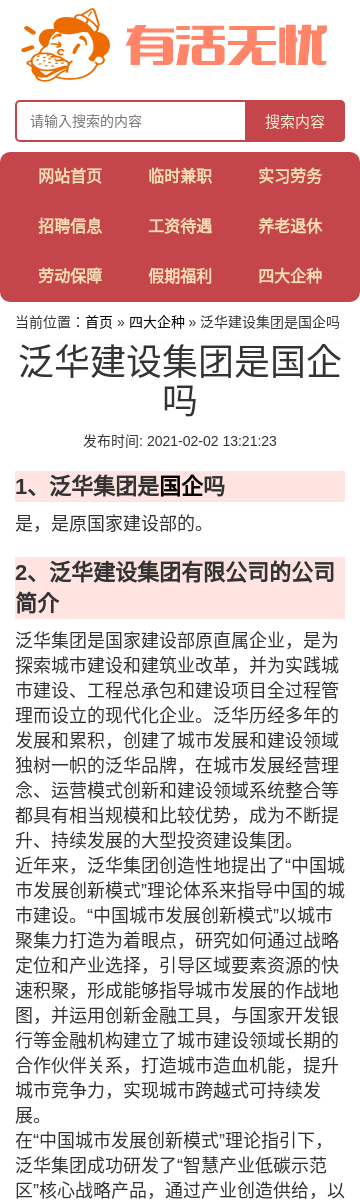 有活无忧
请输入搜索的内容 搜索内容
网站首页 临时兼职 实习劳务
招聘信息 工资待遇 养老退休
劳动保障 假期福利 四大企种
当前位置：首页 » 四大企种 » 泛华建设集团是国企吗
泛华建设集团是国企
吗
发布时间: 2021-02-02 13:21:23
1、泛华集团是国企吗
是，是原国家建设部的。
2、泛华建设集团有限公司的公司
简介
泛华集团是国家建设部原直属企业，是为
探索城市建设和建筑业改革，并为实践城
市建设、工程总承包和建设项目全过程管
理而设立的现代化企业。泛华历经多年的
发展和累积，创建了城市发展和建设领域
独树一帜的泛华品牌，在城市发展经营理
念、运营模式创新和建设领域系统整合等
都具有相当规模和比较优势，成为不断提
升、持续发展的大型投资建设集团。
近年来，泛华集团创造性地提出了“中国城
市发展创新模式”理论体系来指导中国的城
市建设。“中国城市发展创新模式”以城市
聚集力打造为着眼点，研究如何通过战略
定位和产业选择，引导区域要素资源的快
速积聚，形成能够指导城市发展的作战地
图，并运用创新金融工具，与国家开发银
行等金融机构建立了城市建设领域长期的
合作伙伴关系，打造城市造血机能，提升
城市竞争力，实现城市跨越式可持续发
展。
在“中国城市发展创新模式”理论指引下，
泛华集团成功研发了“智慧产业低碳示范
区”核心战略产品，通过产业创造供给，以